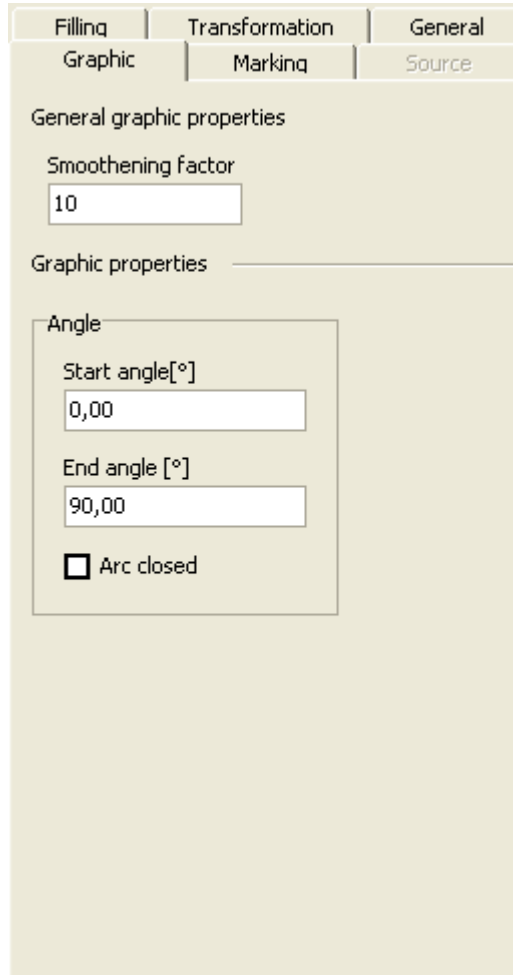 Filling Transformation General
Graphic Marking Source
General graphic properties
Smoothening factor
10
Graphic properties
Angle
Start angle[°]
0,00
End angle [°]
90,00
Arc closed